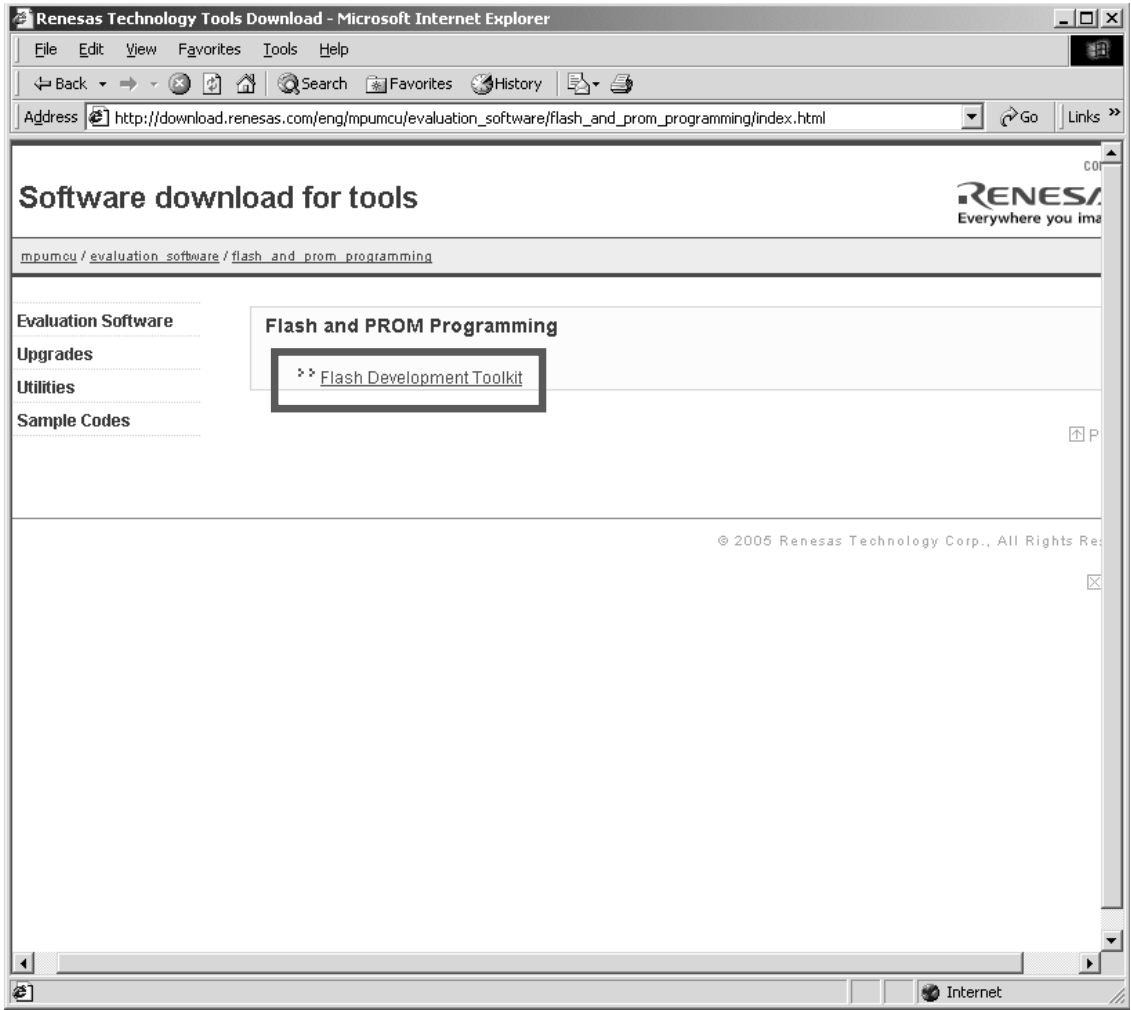 Renesas Technology Tools Download - Microsoft Internet Explorer
File Edit View Favorites Tools Help
Back Search Favorites History
Address http://download.renesas.com/eng/mpumcu/evaluation_software/flash_and_prom_programming/index.html Go Links »
Software download for tools
RENESA
Everywhere you ima
mpumcu / evaluation_software / flash_and_prom_programming
Evaluation Software
Upgrades
Utilities
Sample Codes
Flash and PROM Programming
Flash Development Toolkit
P
© 2005 Renesas Technology Corp., All Rights Re
Internet